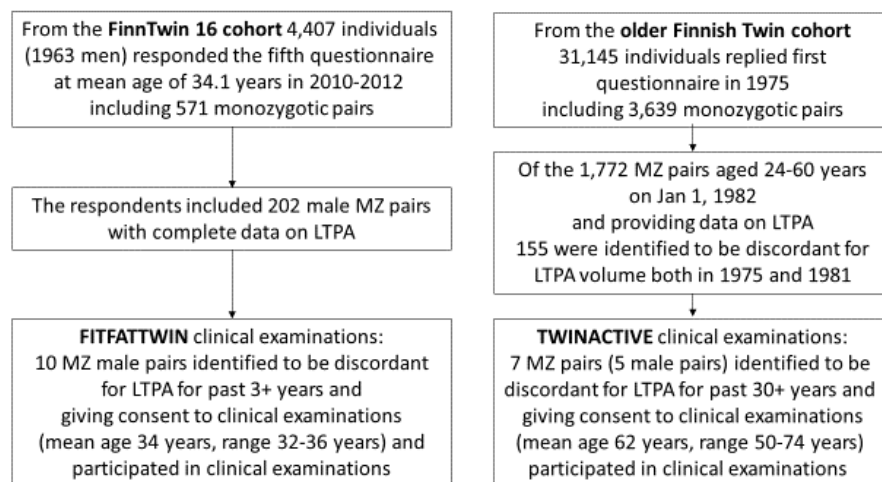 From the FinnTwin 16 cohort 4,407 individuals
(1963 men) responded the fifth questionnaire
at mean age of 34.1 years in 2010-2012
including 571 monozygotic pairs
The respondents included 202 male MZ pairs
with complete data on LTPA
FITFATTWIN clinical examinations:
10 MZ male pairs identified to be discordant
for LTPA for past 3+ years and
giving consent to clinical examinations
(mean age 34 years, range 32-36 years) and
participated in clinical examinations
From the older Finnish Twin cohort
31,145 individuals replied first
questionnaire in 1975
including 3,639 monozygotic pairs
Of the 1,772 MZ pairs aged 24-60 years
on Jan 1, 1982
and providing data on LTPA
155 were identified to be discordant for
LTPA volume both in 1975 and 1981
TWINACTIVE clinical examinations:
7 MZ pairs (5 male pairs) identified to be
discordant for LTPA for past 30+ years and
giving consent to clinical examinations
(mean age 62 years, range 50-74 years)
participated in clinical examinations